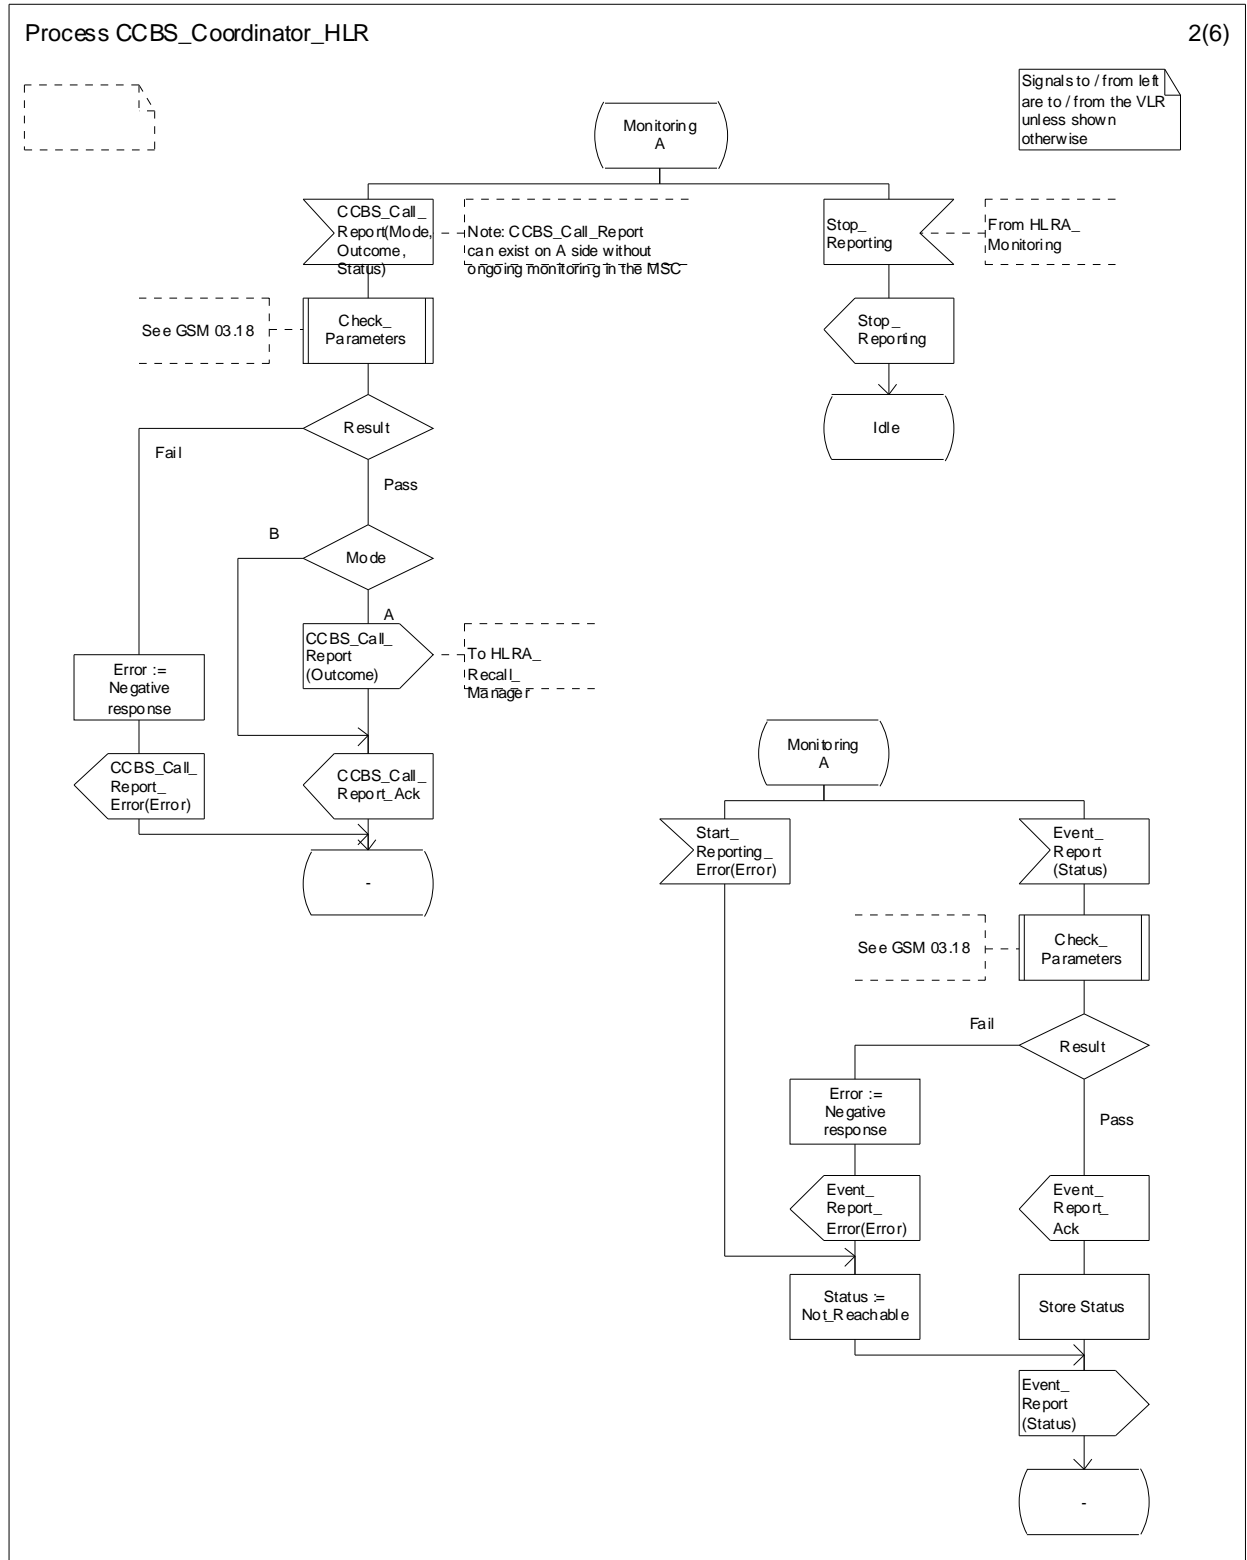 Process CCBS_Coordinator_HLR
2(6)
Signals to / from left
are to / from the VLR
unless shown
otherwise
Monitoring
A
CCBS_Call_
Report(Mode,
Outcome,
Status)
Note: CCBS_Call_Report
can exist on A side without
ongoing monitoring in the MSC
Stop_
Reporting
From HLRA_
Monitoring
See GSM 03.18
Check_
Parameters
Stop_
Reporting
Result
Idle
Fail
Pass
B
Mode
A
CCBS_Call_
Report
(Outcome)
To HLRA_
Recall_
Manager
Error :=
Negative
response
CCBS_Call_
Report_
Error(Error)
CCBS_Call_
Report_Ack
-
Monitoring
A
Start_
Reporting_
Error(Error)
Event_
Report
(Status)
See GSM 03.18
Check_
Parameters
Fail
Result
Error :=
Negative
response
Pass
Event_
Report_
Error(Error)
Event_
Report_
Ack
Status :=
Not_Reachable
Store Status
Event_
Report
(Status)
-